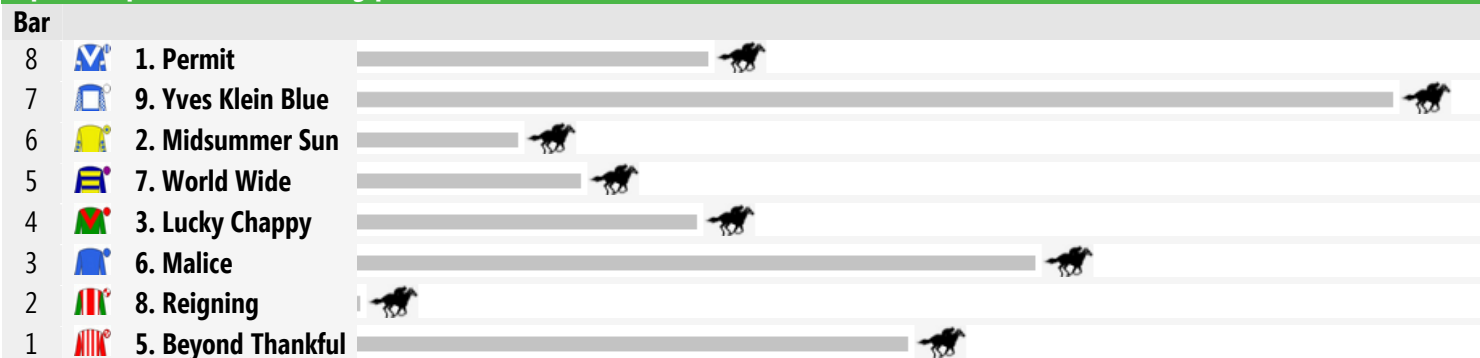 Bar
8 1. Permit
7 9. Yves Klein Blue
6 2. Midsummer Sun
5 7. World Wide
4 3. Lucky Chappy
3 6. Malice
2 8. Reigning
1 5. Beyond Thankful